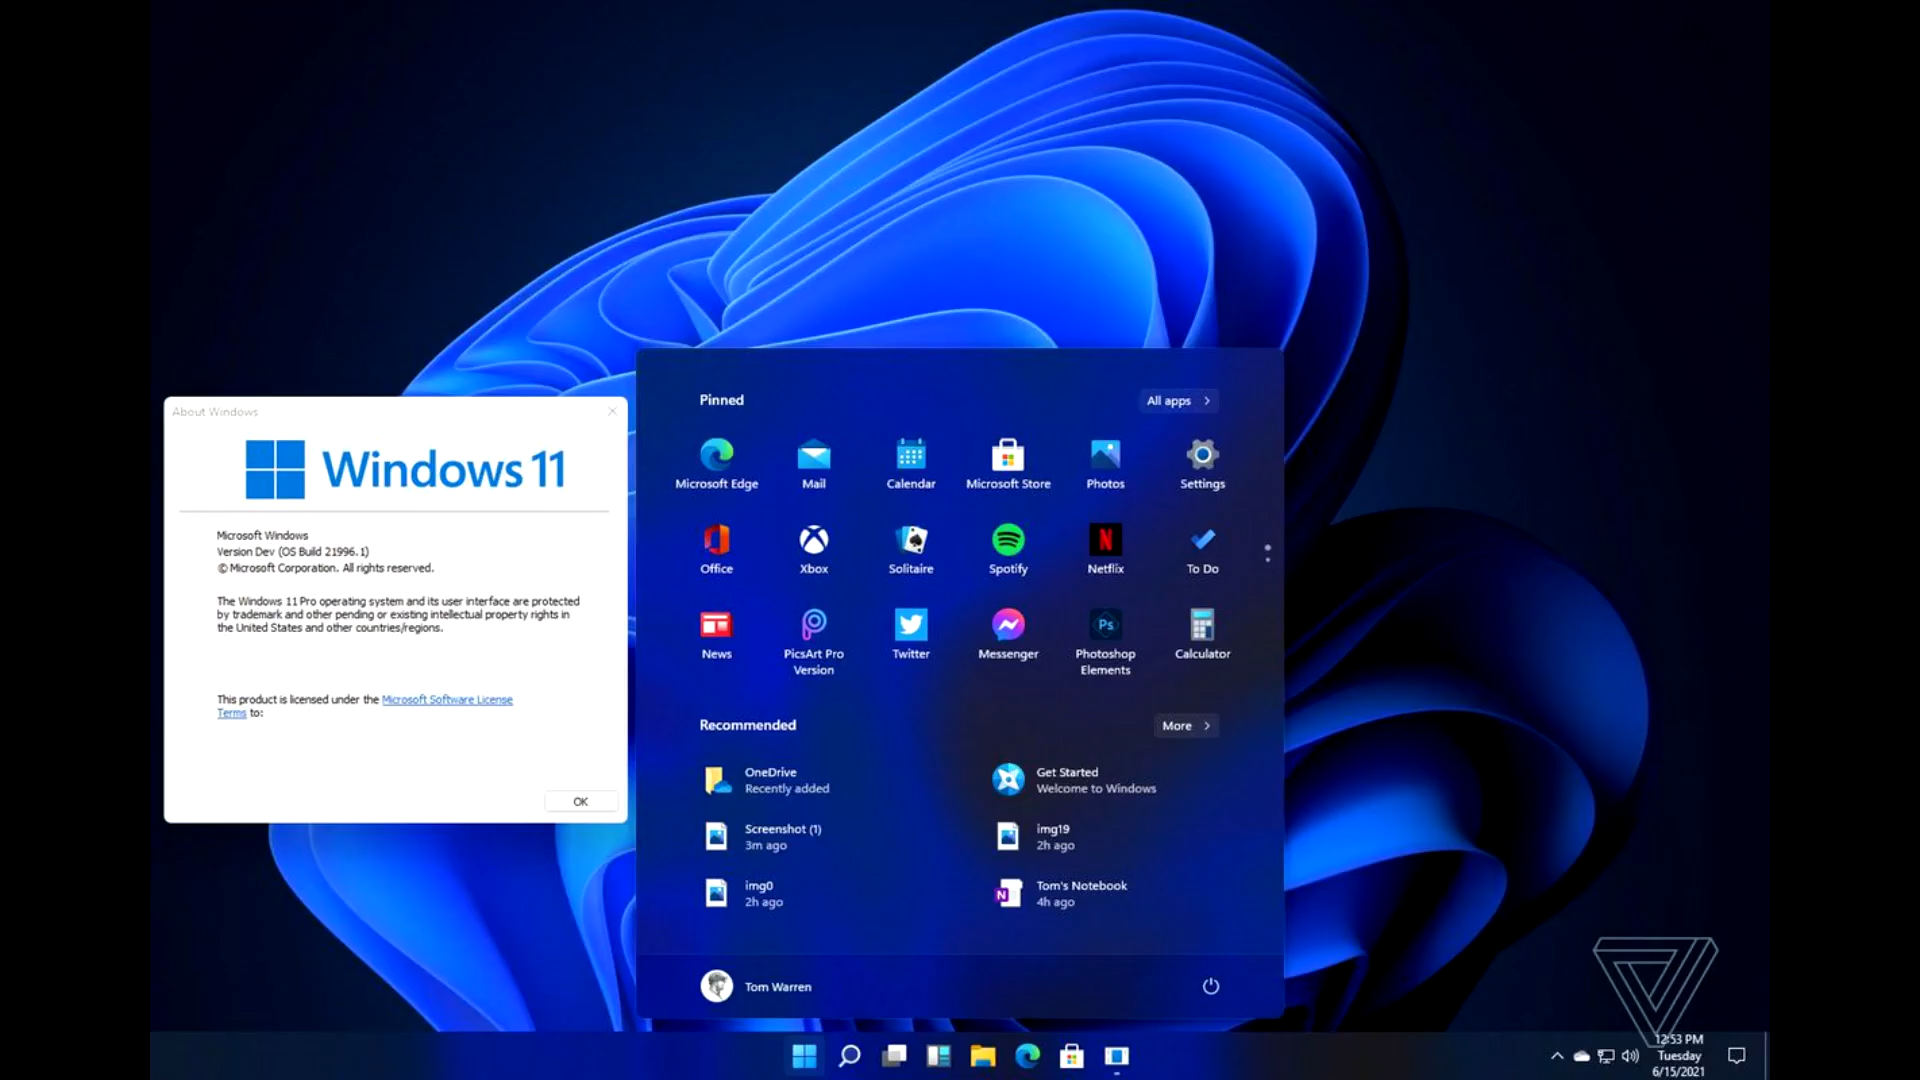 About Windows
Windows 11
Microsoft Windows
Version Dev (OS Build 21996.1)
© Microsoft Corporation. All rights reserved.
The Windows 11 Pro operating system and its user interface are protected
by trademark and other pending or existing intellectual property rights in
the United States and other countries/regions.
This product is licensed under the Microsoft Software License
Terms to:
OK
Pinned
All apps
Microsoft Edge
Mail
Calendar
Microsoft Store
Photos
Settings
Office
Xbox
Solitaire
Spotify
Netflix
To Do
News
PicsArt Pro
Version
Twitter
Messenger
Ps
Photoshop
Elements
Calculator
Recommended
More
OneDrive
Recently added
Get Started
Welcome to Windows
Screenshot (1)
3m ago
img19
2h ago
img0
2h ago
N
Tom's Notebook
4h ago
Tom Warren
12:53 PM
Tuesday
6/15/2021